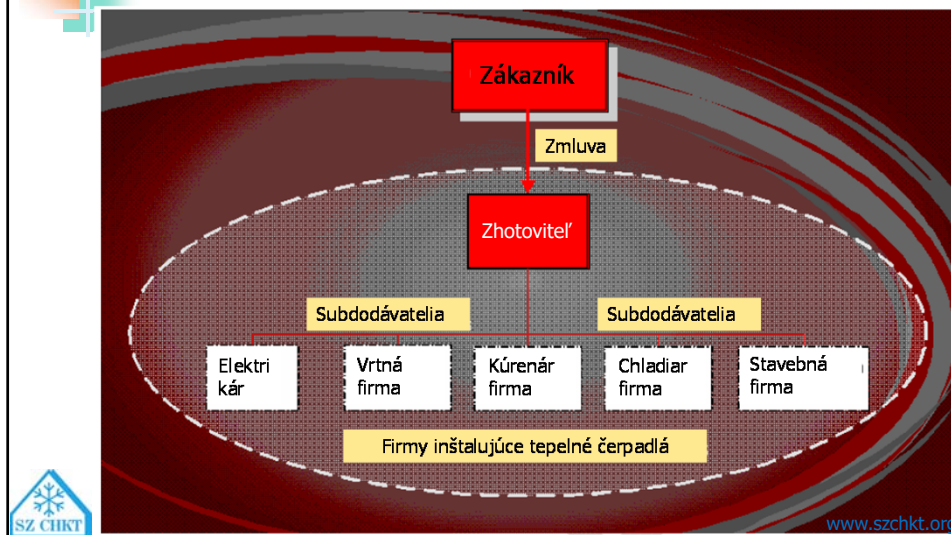 Zákazník
Zmluva
Zhotoviteľ
Subdodávatelia
Subdodávatelia
Elektri
kár
Vrtná
firma
Kúrenár
firma
Chladiar
firma
Stavebná
firma
Firmy inštalujúce tepelné čerpadlá
SZ CHKT
www.szchkt.org